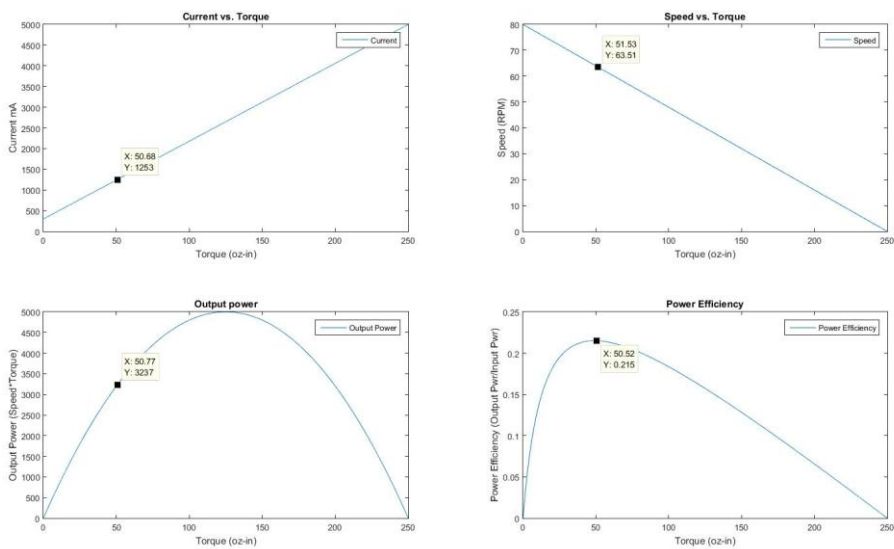 Current vs. Torque
Current
X: 50.68
Y: 1253
Current mA
5000
4500
4000
3500
3000
2500
2000
1500
1000
500
0
0 50 100 150 200 250
Torque (oz-in)
Speed vs. Torque
Speed
X: 51.53
Y: 63.51
Speed (RPM)
80
70
60
50
40
30
20
10
0
0 50 100 150 200 250
Torque (oz-in)
Output power
Output Power
X: 50.77
Y: 3237
Output Power (Speed*Torque)
5000
4500
4000
3500
3000
2500
2000
1500
1000
500
0
0 50 100 150 200 250
Torque (oz-in)
Power Efficiency
Power Efficiency
X: 50.52
Y: 0.215
Power Efficiency (Output Pwr/Input Pwr)
0.25
0.2
0.15
0.1
0.05
0
0 50 100 150 200 250
Torque (oz-in)